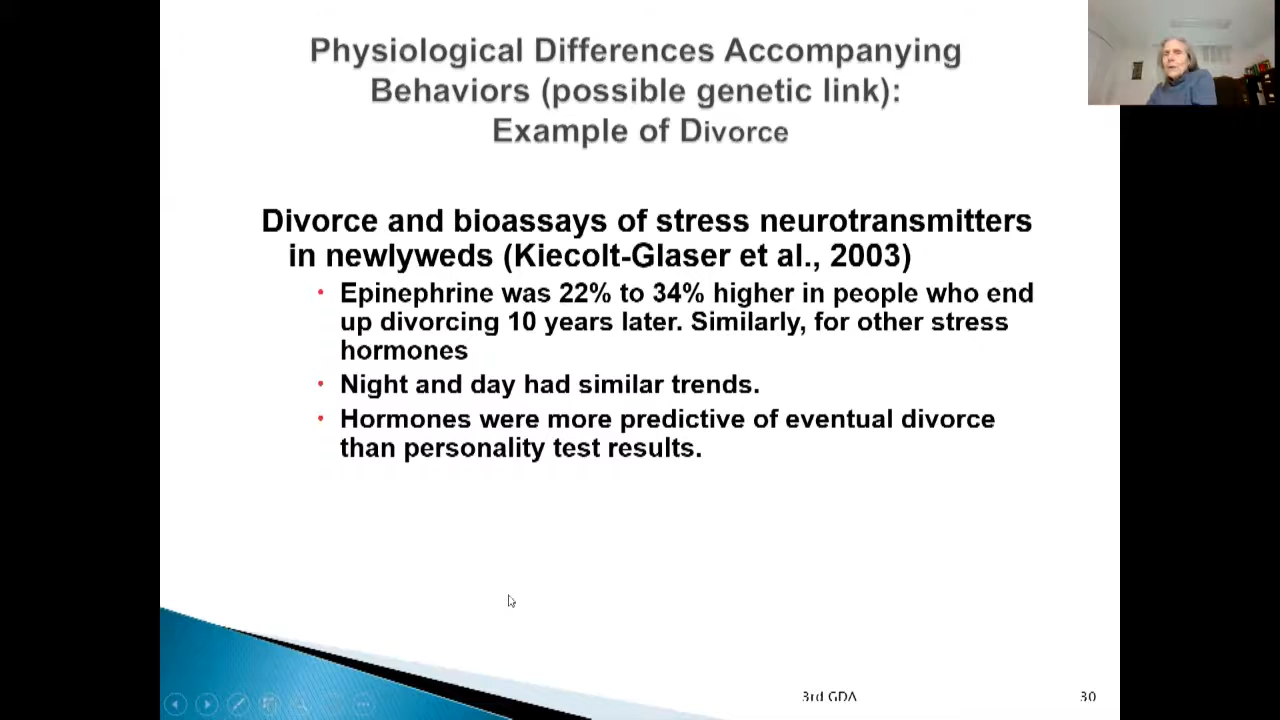 Physiological Differences Accompanying
Behaviors (possible genetic link):
Example of Divorce
Divorce and bioassays of stress neurotransmitters
in newlyweds (Kiecolt-Glaser et al., 2003)
• Epinephrine was 22% to 34% higher in people who end
up divorcing 10 years later. Similarly, for other stress
hormones
• Night and day had similar trends.
• Hormones were more predictive of eventual divorce
than personality test results.
3rd GDA
30